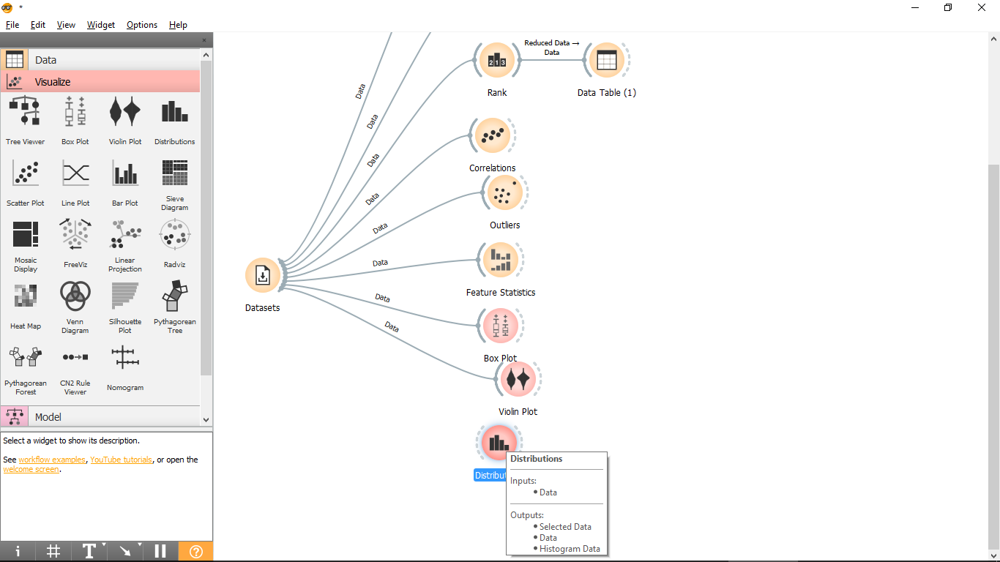 *
File Edit View Widget Options Help
Data
Visualize
Tree Viewer Box Plot Violin Plot Distributions
Scatter Plot Line Plot Bar Plot Sieve Diagram
Mosaic Display FreeViz Linear Projection Radviz
Heat Map Venn Diagram Silhouette Plot Pythagorean Tree
Pythagorean Forest CN2 Rule Viewer Nomogram
Model
Select a widget to show its description.
See workflow examples, YouTube tutorials, or open the
welcome screen.
i # T ?
Reduced Data →
Data
2 1 3
Rank
Data Table (1)
Data
Data
Data
Data
Data
Data
Data
Data
Correlations
Outliers
Feature Statistics
Datasets
Box Plot
Violin Plot
Distribut
Distributions
Inputs:
• Data
Outputs:
• Selected Data
• Data
• Histogram Data